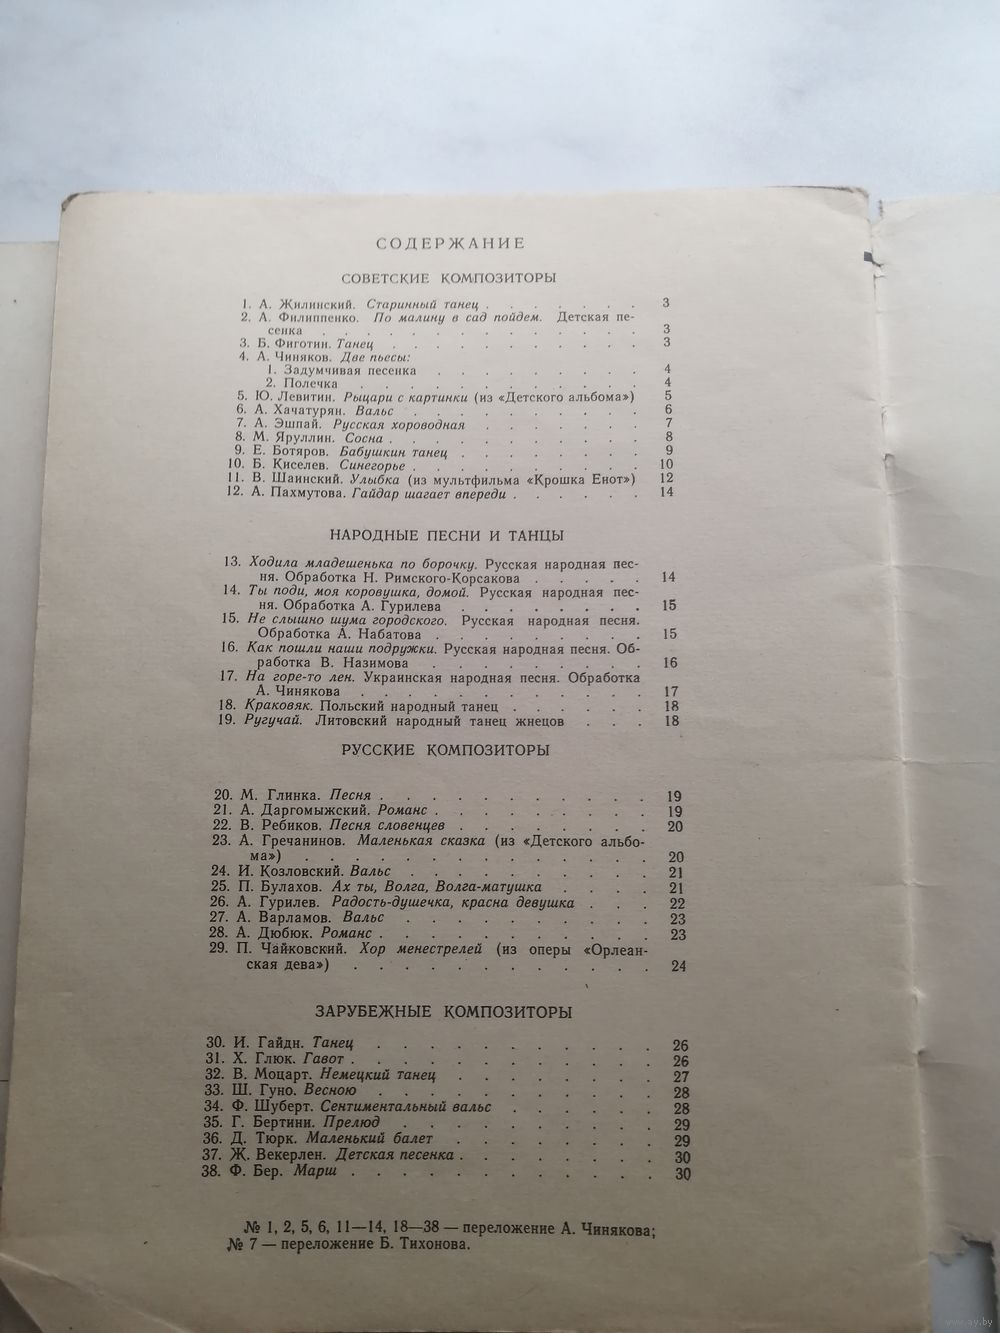 СОДЕРЖАНИЕ
СОВЕТСКИЕ КОМПОЗИТОРЫ
1. А. Жилинский. Старинный танец . . . . . . . 3
2. А. Филиппенко. По малину в сад пойдем. Детская пе-
сенка . . . . . . . . . . . . . 3
3. Б. Фиготин. Танец . . . . . . . . . . 3
4. А. Чиняков. Две пьесы:
1. Задумчивая песенка . . . . . . . . 4
2. Полечка . . . . . . . . . . . 4
5. Ю. Левитин. Рыцари с картинки (из «Детского альбома») 5
6. А. Хачатурян. Вальс . . . . . . . . . 6
7. А. Эшпай. Русская хороводная . . . . . . . 7
8. М. Яруллин. Сосна . . . . . . . . . . 8
9. Е. Ботяров. Бабушкин танец . . . . . . . 9
10. Б. Киселев. Синегорье . . . . . . . . . 10
11. В. Шаинский. Улыбка (из мультфильма «Крошка Енот») 12
12. А. Пахмутова. Гайдар шагает впереди . . . . . . 14
НАРОДНЫЕ ПЕСНИ И ТАНЦЫ
13. Ходила младешенька по борочку. Русская народная пес-
ня. Обработка Н. Римского-Корсакова . . . . . 14
14. Ты поди, моя коровушка, домой. Русская народная пес-
ня. Обработка А. Гурилева . . . . . . . . 15
15. Не слышно шума городского. Русская народная песня.
Обработка А. Набатова . . . . . . . . . 15
16. Как пошли наши подружки. Русская народная песня. Об-
работка В. Назимова . . . . . . . . 16
17. На горе-то лен. Украинская народная песня. Обработка
А. Чинякова . . . . . . . . . . . 17
18. Краковяк. Польский народный танец . . . . . . 18
19. Ругучай. Литовский народный танец жнецов . . . 18
РУССКИЕ КОМПОЗИТОРЫ
20. М. Глинка. Песня . . . . . . . . . . . 19
21. А. Даргомыжский. Романс . . . . . . . . . 19
22. В. Ребиков. Песня словенцев . . . . . . . . 20
23. А. Гречанинов. Маленькая сказка (из «Детского альбо-
ма») . . . . . . . . . . . . . . 20
24. И. Козловский. Вальс . . . . . . . . . . 21
25. П. Булахов. Ах ты, Волга, Волга-матушка . . . . 21
26. А. Гурилев. Радость-душечка, красна девушка . . . 22
27. А. Варламов. Вальс . . . . . . . . . . 23
28. А. Дюбюк. Романс . . . . . . . . . . . 23
29. П. Чайковский. Хор менестрелей (из оперы «Орлеан-
ская дева») . . . . . . . . . . . . 24
ЗАРУБЕЖНЫЕ КОМПОЗИТОРЫ
30. И. Гайдн. Танец . . . . . . . . . . . 26
31. Х. Глюк. Гавот . . . . . . . . . . . . 26
32. В. Моцарт. Немецкий танец . . . . . . . . 27
33. Ш. Гуно. Весною . . . . . . . . . . . 28
34. Ф. Шуберт. Сентиментальный вальс . . . . . . 28
35. Г. Бертини. Прелюд . . . . . . . . . . 29
36. Д. Тюрк. Маленький балет . . . . . . . . 29
37. Ж. Векерлен. Детская песенка . . . . . . . . 30
38. Ф. Бер. Марш . . . . . . . . . . . . 30
№ 1, 2, 5, 6, 11—14, 18—38 — переложение А. Чинякова;
№ 7 — переложение Б. Тихонова.
www.ay.by